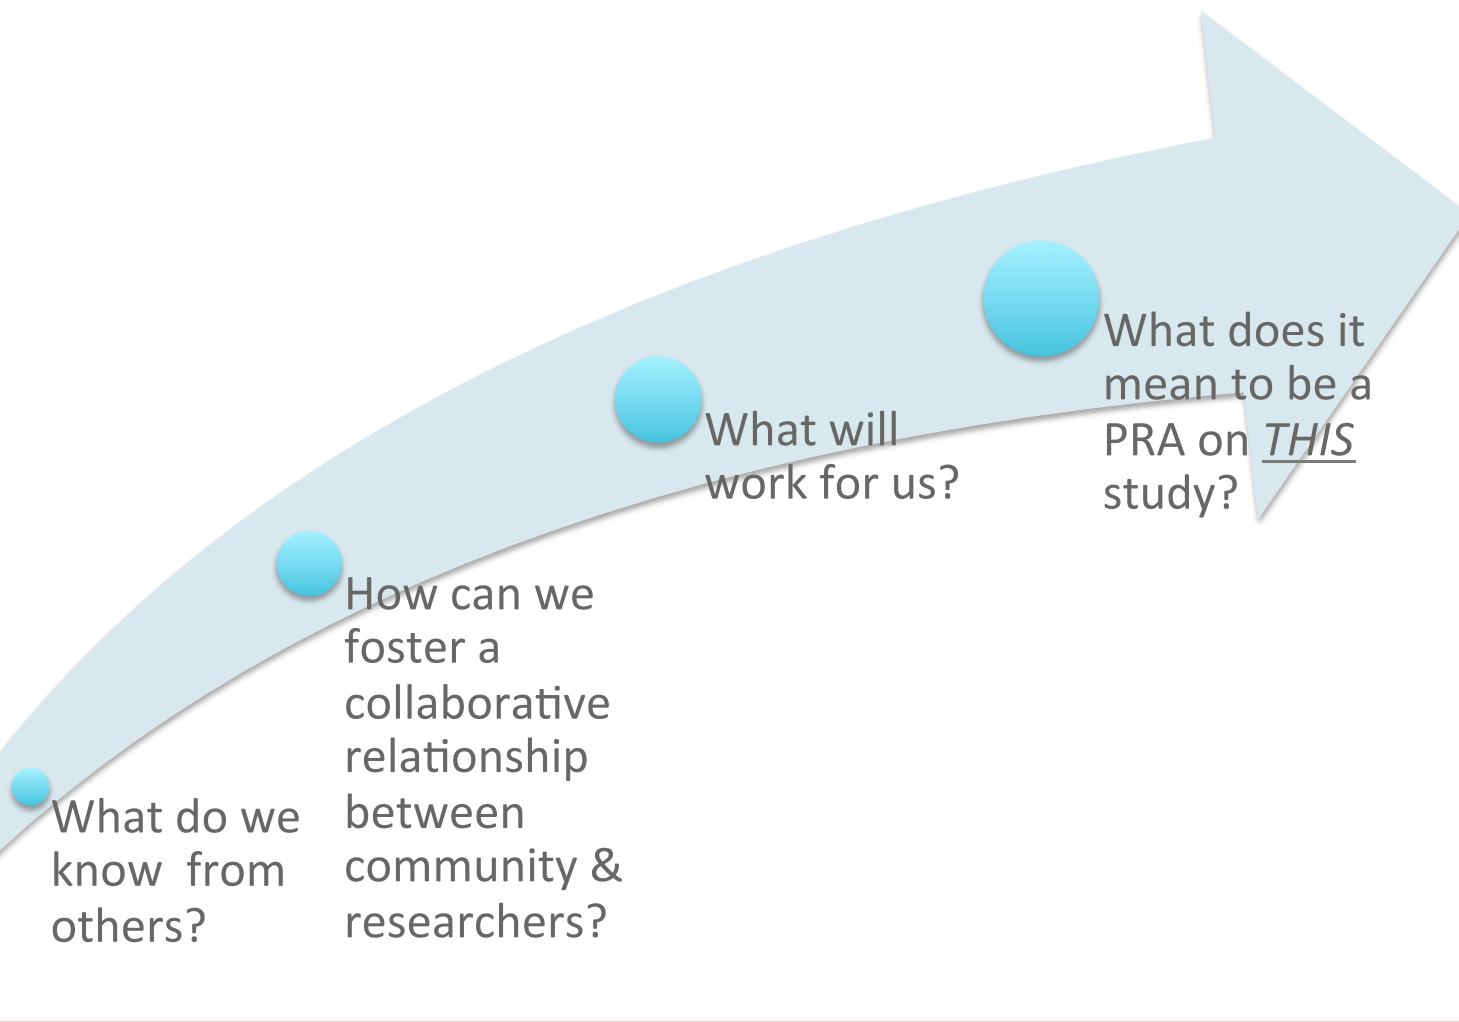 What do we
know  from
others?
How can we
foster a
collaborative
relationship
between
community &
researchers?
What will
work for us?
What does it
mean to be a
PRA on THIS
study?